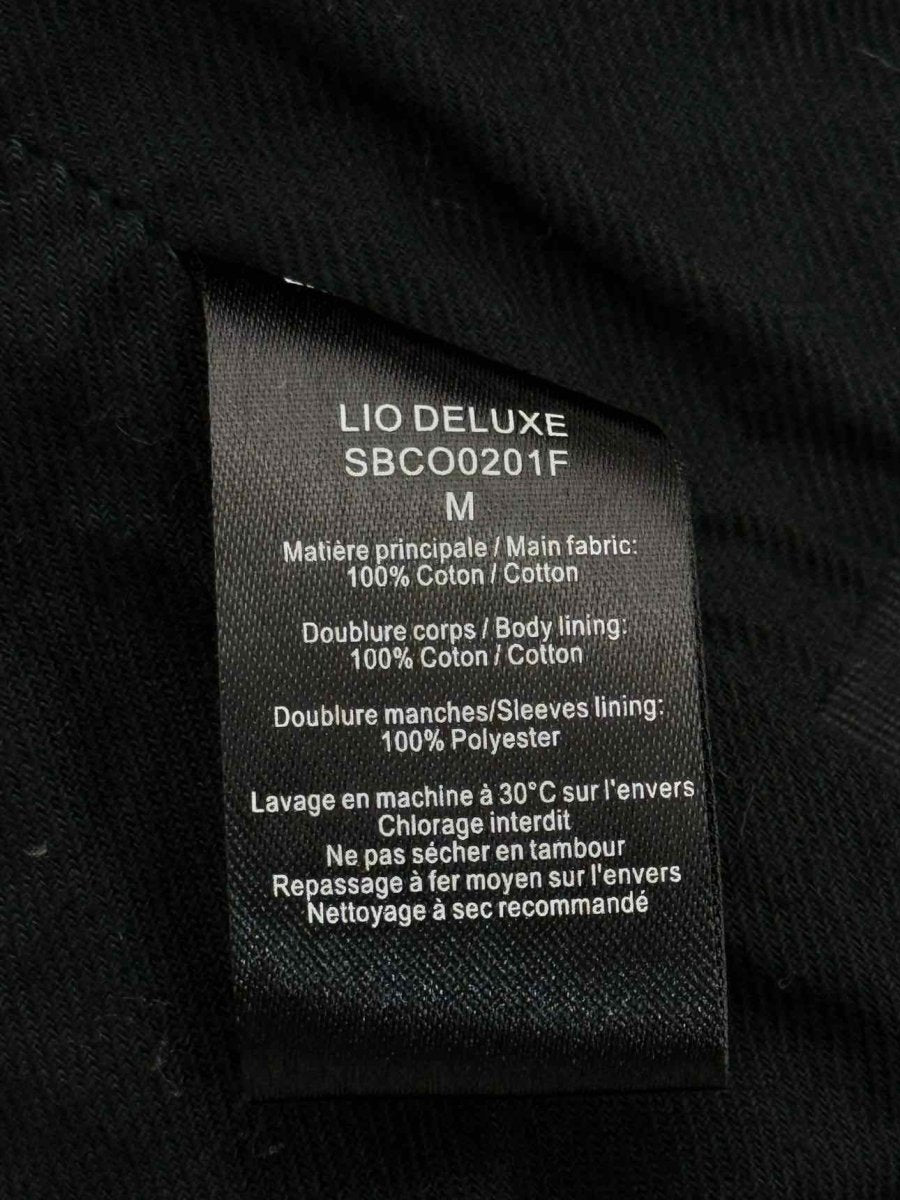 LIO DELUXE
SBCO0201F
M
Matière principale / Main fabric:
100% Coton / Cotton
Doublure corps / Body lining:
100% Coton / Cotton
Doublure manches/Sleeves lining:
100% Polyester
Lavage en machine à 30°C sur l'envers
Chlorage interdit
Ne pas sécher en tambour
Repassage à fer moyen sur l'envers
Nettoyage à sec recommandé